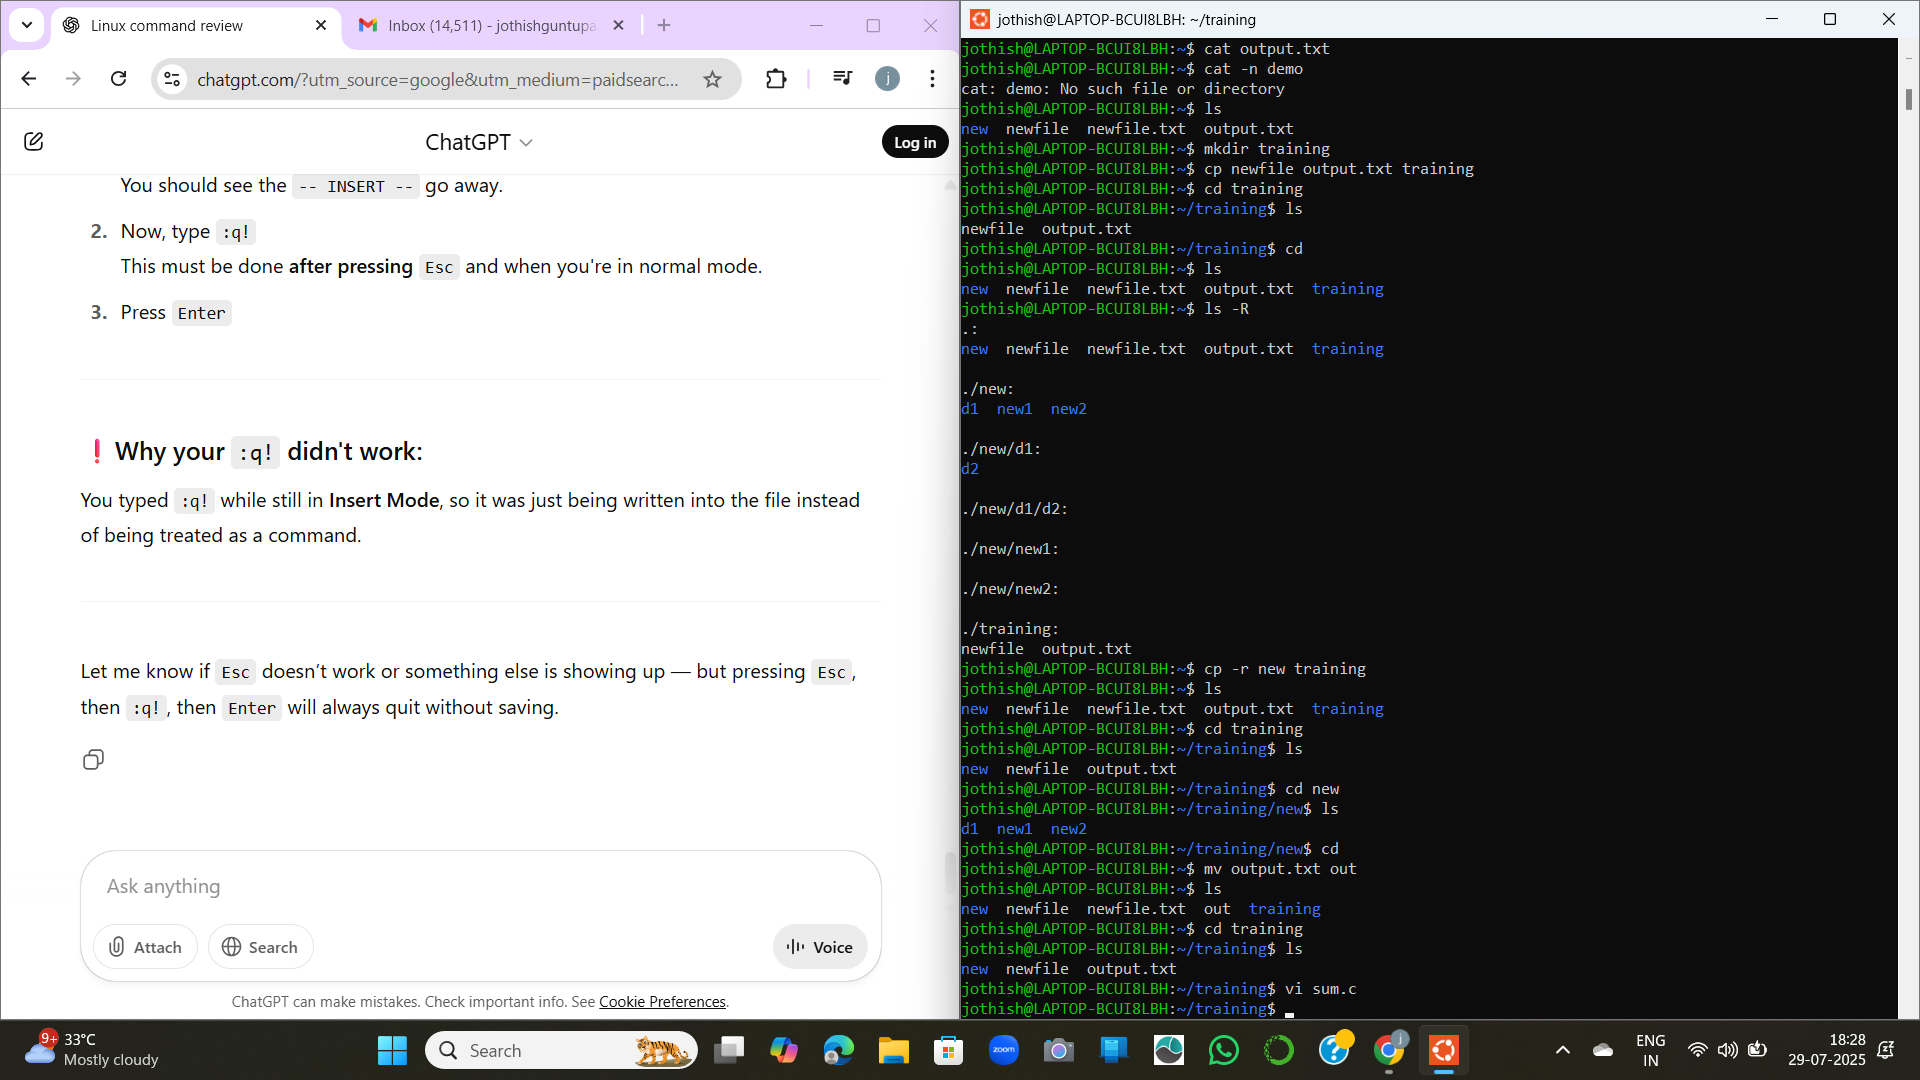 Linux command review
Inbox (14,511) - jothishguntupa
chatgpt.com/?utm_source=google&utm_medium=paidsearc...
j
ChatGPT
Log in
You should see the -- INSERT -- go away.
2. Now, type :q!
This must be done after pressing Esc and when you're in normal mode.
3. Press Enter
❗ Why your :q! didn't work:
You typed :q! while still in Insert Mode, so it was just being written into the file instead
of being treated as a command.
Let me know if Esc doesn’t work or something else is showing up — but pressing Esc,
then :q!, then Enter will always quit without saving.
Ask anything
Attach
Search
Voice
ChatGPT can make mistakes. Check important info. See Cookie Preferences.
jothish@LAPTOP-BCUI8LBH: ~/training
jothish@LAPTOP-BCUI8LBH:~$ cat output.txt
jothish@LAPTOP-BCUI8LBH:~$ cat -n demo
cat: demo: No such file or directory
jothish@LAPTOP-BCUI8LBH:~$ ls
new  newfile  newfile.txt  output.txt
jothish@LAPTOP-BCUI8LBH:~$ mkdir training
jothish@LAPTOP-BCUI8LBH:~$ cp newfile output.txt training
jothish@LAPTOP-BCUI8LBH:~$ cd training
jothish@LAPTOP-BCUI8LBH:~/training$ ls
newfile  output.txt
jothish@LAPTOP-BCUI8LBH:~/training$ cd
jothish@LAPTOP-BCUI8LBH:~$ ls
new  newfile  newfile.txt  output.txt  training
jothish@LAPTOP-BCUI8LBH:~$ ls -R
.:
new  newfile  newfile.txt  output.txt  training
./new:
d1  new1  new2
./new/d1:
d2
./new/d1/d2:
./new/new1:
./new/new2:
./training:
newfile  output.txt
jothish@LAPTOP-BCUI8LBH:~$ cp -r new training
jothish@LAPTOP-BCUI8LBH:~$ ls
new  newfile  newfile.txt  output.txt  training
jothish@LAPTOP-BCUI8LBH:~$ cd training
jothish@LAPTOP-BCUI8LBH:~/training$ ls
new  newfile  output.txt
jothish@LAPTOP-BCUI8LBH:~/training$ cd new
jothish@LAPTOP-BCUI8LBH:~/training/new$ ls
d1  new1  new2
jothish@LAPTOP-BCUI8LBH:~/training/new$ cd
jothish@LAPTOP-BCUI8LBH:~$ mv output.txt out
jothish@LAPTOP-BCUI8LBH:~$ ls
new  newfile  newfile.txt  out  training
jothish@LAPTOP-BCUI8LBH:~$ cd training
jothish@LAPTOP-BCUI8LBH:~/training$ ls
new  newfile  output.txt
jothish@LAPTOP-BCUI8LBH:~/training$ vi sum.c
jothish@LAPTOP-BCUI8LBH:~/training$
9+
33°C
Mostly cloudy
Search
zoom
j
ENG
IN
18:28
29-07-2025